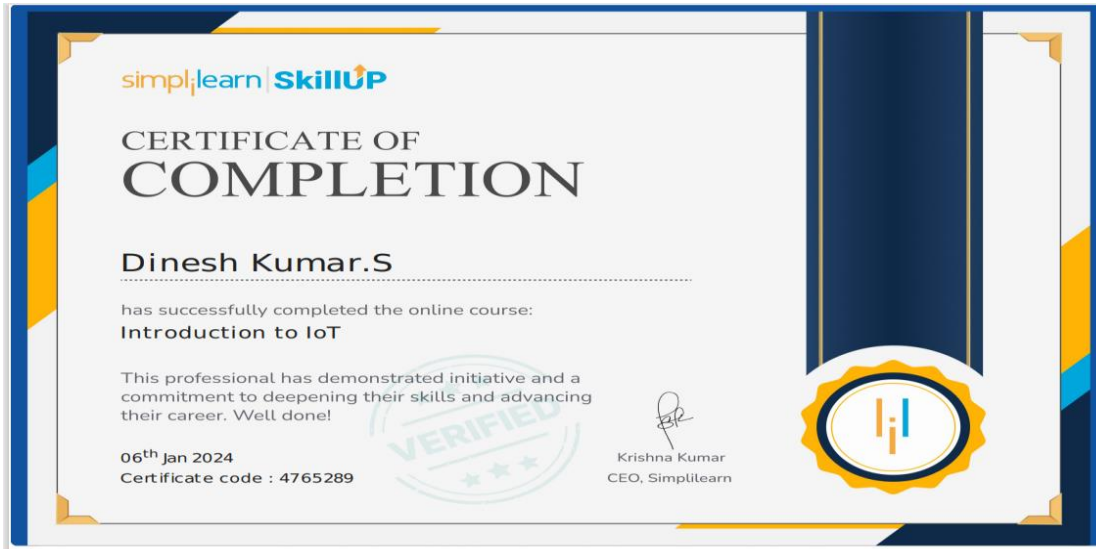 simplilearn | SkillUP
CERTIFICATE OF
COMPLETION
Dinesh Kumar.S
has successfully completed the online course:
Introduction to IoT
This professional has demonstrated initiative and a
commitment to deepening their skills and advancing
their career. Well done!
VERIFIED
06th Jan 2024
Certificate code : 4765289
Krishna Kumar
CEO, Simplilearn